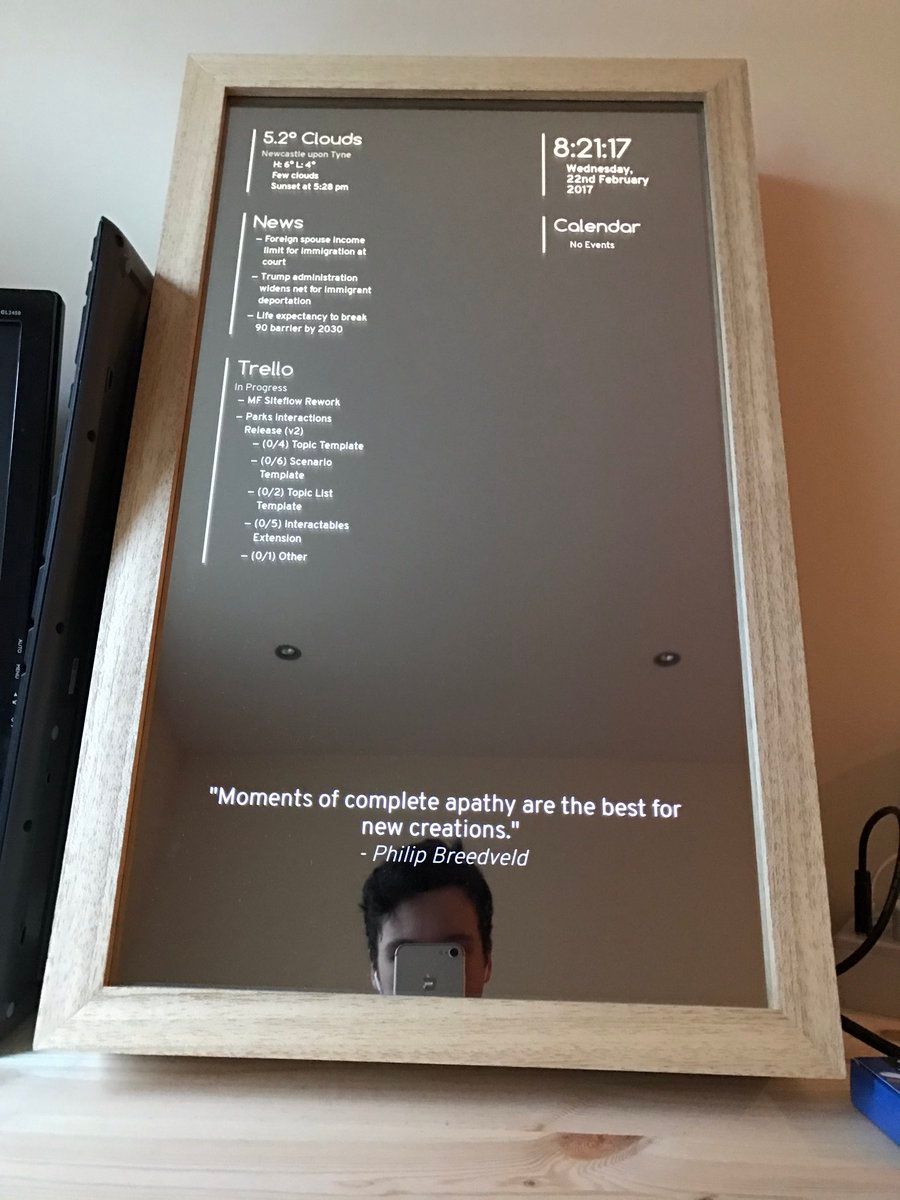 5.2° Clouds
Newcastle upon Tyne
H: 6° L: 4°
Few clouds
Sunset at 5:28 pm
News
– Foreign spouse income
limit for immigration at
court
– Trump administration
widens net for immigrant
deportation
– Life expectancy to break
90 barrier by 2030
Trello
In Progress
– MF Siteflow Rework
– Parks Interactions
Release (v2)
– (0/4) Topic Template
– (0/6) Scenario
Template
– (0/2) Topic List
Template
– (0/5) Interactables
Extension
– (0/1) Other
8:21:17
Wednesday,
22nd February
2017
Calendar
No Events
"Moments of complete apathy are the best for
new creations."
- Philip Breedveld
GL2450
AUTO
MENU